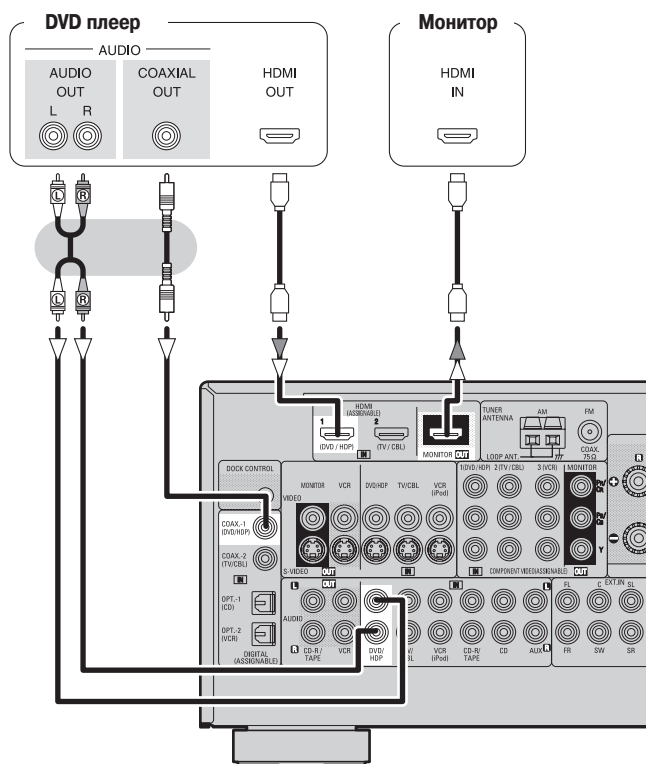 DVD плеер
AUDIO
AUDIO OUT
L R
COAXIAL OUT
HDMI OUT
Монитор
HDMI IN
L R
L R
HDMI (ASSIGNABLE)
1 2
(DVD / HDP) (TV / CBL)
IN
MONITOR OUT
TUNER ANTENNA
AM FM
LOOP ANT.
COAX. 75Ω
R
DOCK CONTROL
MONITOR VCR DVD/HDP TV/CBL VCR (iPod)
VIDEO
S-VIDEO OUT IN
1(DVD/HDP) 2(TV / CBL) 3 (VCR) MONITOR
Y
IN COMPONENT VIDEO(ASSIGNABLE) OUT
COAX.-1 (DVD/HDP)
COAX.-2 (TV/CBL)
IN
OPT.-1 (CD)
OPT.-2 (VCR)
DIGITAL (ASSIGNABLE)
L OUT IN L
AUDIO
R CD-R / TAPE VCR DVD/ HDP VCR (iPod) CD-R/ TAPE CD AUX R
EXT.IN
FL C SL
FR SW SR